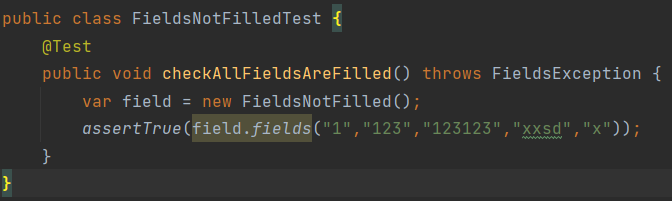 public class FieldsNotFilledTest {
    @Test
    public void checkAllFieldsAreFilled() throws FieldsException {
        var field = new FieldsNotFilled();
        assertTrue(field.fields("1","123","123123","xxsd","x"));
    }
}